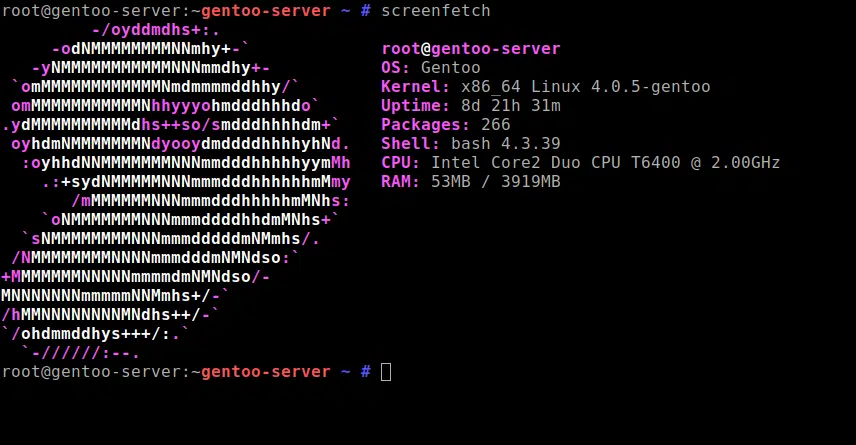 root@gentoo-server:~gentoo-server ~ # screenfetch
         -/oyddmdhs+:.
     -odNMMMMMMMMNNmhy+-`             root@gentoo-server
   -yNMMMMMMMMMMMNNNmmdhy+-           OS: Gentoo
 `omMMMMMMMMMMMMNmdmmmmddhhy/`        Kernel: x86_64 Linux 4.0.5-gentoo
 omMMMMMMMMMMMNhhyyyohmdddhhhdo`      Uptime: 8d 21h 31m
.ydMMMMMMMMMMdhs++so/smdddhhhhdm+`    Packages: 266
 oyhdmNMMMMMMMNdyooydmddddhhhhyhNd.   Shell: bash 4.3.39
  :oyhhdNNMMMMMMMNNNmmdddhhhhhyymMh   CPU: Intel Core2 Duo CPU T6400 @ 2.00GHz
    .:+sydNMMMMMNNNmmmdddhhhhhhmMmy   RAM: 53MB / 3919MB
       /mMMMMMMNNNmmmdddhhhhhmMNhs:
    `oNMMMMMMMNNNmmmddddhhdmMNhs+`
  `sNMMMMMMMMNNNmmmdddddmNMmhs/.
 /NMMMMMMMMNNNNmmmdddmNMNdso:`
+MMMMMMMNNNNNmmmmdmNMNdso/-
MNNNNNNNmmmmmNNMmhs+/-`
/hMMNNNNNNNNMNdhs++/-`
`/ohdmmddhys+++/:.`
  `-//////:--.
root@gentoo-server:~gentoo-server ~ #